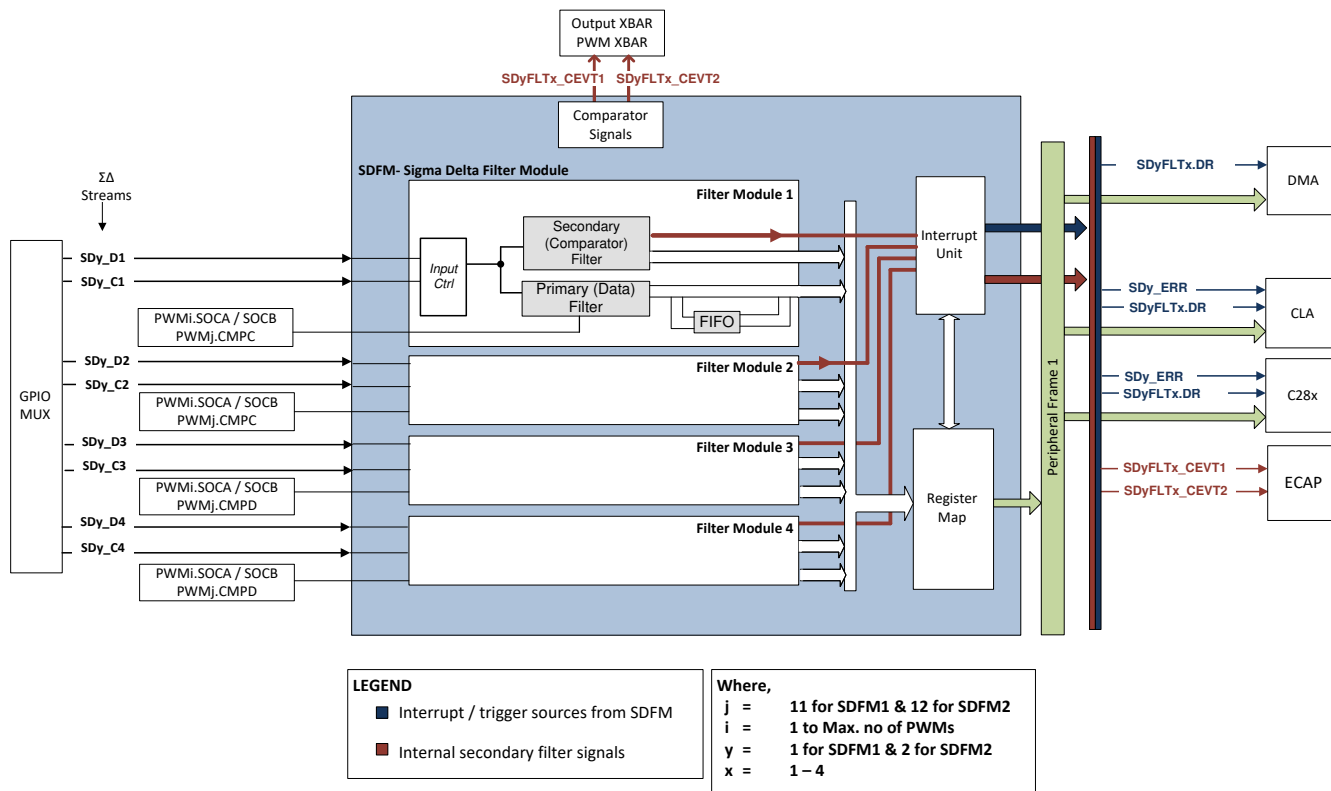 Output XBAR
PWM XBAR
SDyFLTx_CEVT1
SDyFLTx_CEVT2
Comparator
Signals
SDFM- Sigma Delta Filter Module
ΣΔ
Streams
GPIO
MUX
SDy_D1
SDy_C1
PWMi.SOCA / SOCB
PWMj.CMPC
SDy_D2
SDy_C2
PWMi.SOCA / SOCB
PWMj.CMPC
SDy_D3
SDy_C3
PWMi.SOCA / SOCB
PWMj.CMPD
SDy_D4
SDy_C4
PWMi.SOCA / SOCB
PWMj.CMPD
Filter Module 1
Input
Ctrl
Secondary
(Comparator)
Filter
Primary (Data)
Filter
FIFO
Filter Module 2
Filter Module 3
Filter Module 4
Interrupt
Unit
Register
Map
Peripheral Frame 1
SDyFLTx.DR
DMA
SDy_ERR
SDyFLTx.DR
CLA
SDy_ERR
SDyFLTx.DR
C28x
SDyFLTx_CEVT1
SDyFLTx_CEVT2
ECAP
LEGEND
Interrupt / trigger sources from SDFM
Internal secondary filter signals
Where,
j = 11 for SDFM1 & 12 for SDFM2
i = 1 to Max. no of PWMs
y = 1 for SDFM1 & 2 for SDFM2
x = 1 – 4